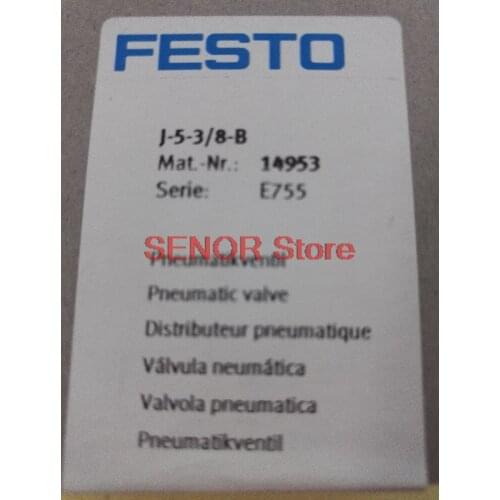 FESTO
J-5-3/8-B
Mat.-Nr.: 14953
Serie: E755
SENOR Store
Pneumatikventil
Pneumatic valve
Distributeur pneumatique
Válvula neumática
Valvola pneumatica
Pneumatikventil